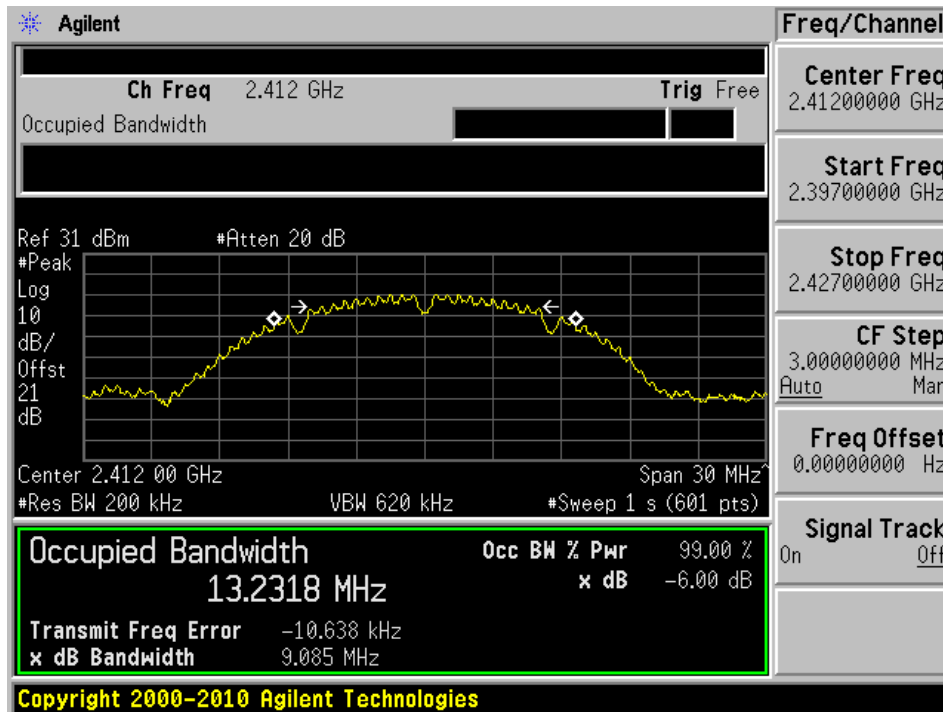 Agilent
Freq/Channel
Ch Freq 2.412 GHz Trig Free
Occupied Bandwidth
Center Freq
2.41200000 GHz
Start Freq
2.39700000 GHz
Stop Freq
2.42700000 GHz
CF Step
3.00000000 MHz
Auto Man
Freq Offset
0.00000000 Hz
Signal Track
On Off
Ref 31 dBm #Atten 20 dB
#Peak
Log
10
dB/
Offst
21
dB
Center 2.412 00 GHz Span 30 MHz^
#Res BW 200 kHz VBW 620 kHz #Sweep 1 s (601 pts)
Occupied Bandwidth Occ BW % Pwr 99.00 %
13.2318 MHz x dB -6.00 dB
Transmit Freq Error -10.638 kHz
x dB Bandwidth 9.085 MHz
Copyright 2000-2010 Agilent Technologies